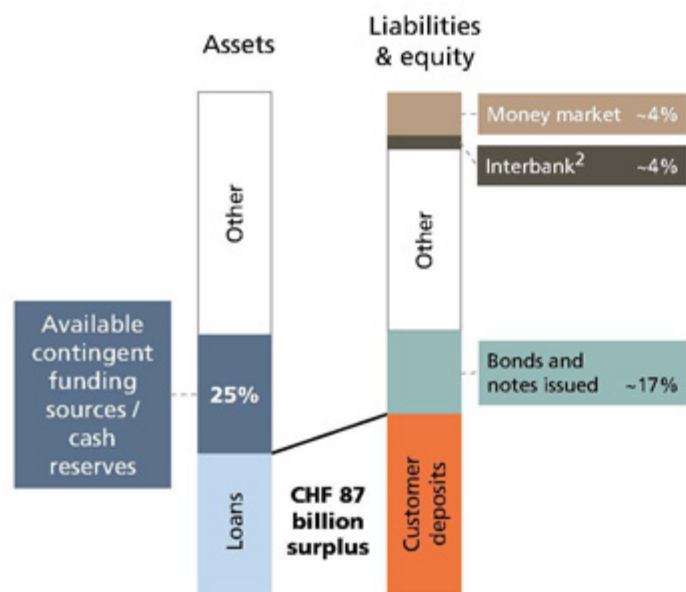 Assets
Liabilities
& equity
Other
Available
contingent
funding
sources /
cash
reserves
25%
Loans
CHF 87
billion
surplus
Money market ~4%
Interbank² ~4%
Other
Bonds and
notes issued ~17%
Customer
deposits